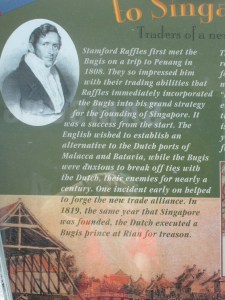 to Singa
Traders of a ne
Stamford Raffles first met the
Bugis on a trip to Penang in
1808. They so impressed him
with their trading abilities that
Raffles immediately incorporated
the Bugis into his grand strategy
for the founding of Singapore. It
was a success from the start. The
English wished to establish an
alternative to the Dutch ports of
Malacca and Batavia, while the Bugis
were anxious to break off ties with
the Dutch, their enemies for nearly a
century. One incident early on helped
to forge the new trade alliance. In
1819, the same year that Singapore
was founded, the Dutch executed a
Bugis prince at Riau for treason.